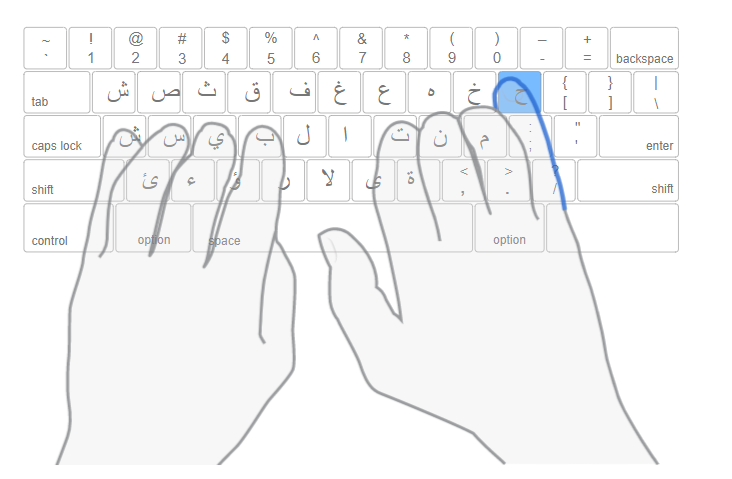 ~ ! @ # $ % ^ & * ( ) – +
` 1 2 3 4 5 6 7 8 9 0 - = backspace
tab ش ص ث ق ف غ ع ه خ ح { [ } ] | \
caps lock ش س ي ب ل ا ت ن م : ; " ' enter
shift ئ ء ؤ ر لا ى ة < , > . ? / shift
control option space option